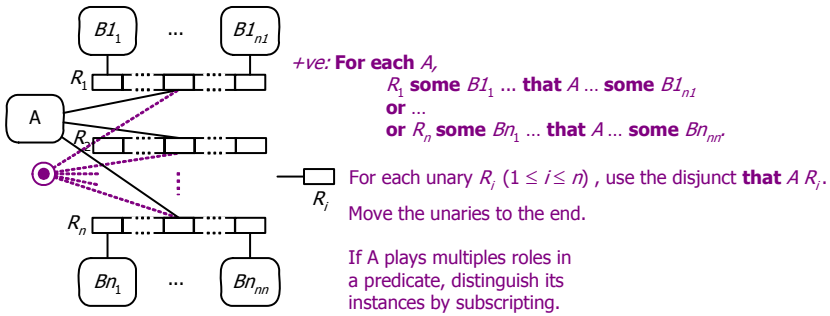 B1₁ ... B1ₙ₁
R₁
+ve: For each A,
R₁ some B1₁ ... that A ... some B1ₙ₁
or ...
or Rₙ some Bn₁ ... that A ... some Bnₙₙ.
A
R₂
For each unary Rᵢ (1 ≤ i ≤ n) , use the disjunct that A Rᵢ.
Rᵢ
Move the unaries to the end.
Rₙ
If A plays multiples roles in
a predicate, distinguish its
instances by subscripting.
Bn₁ ... Bnₙₙ